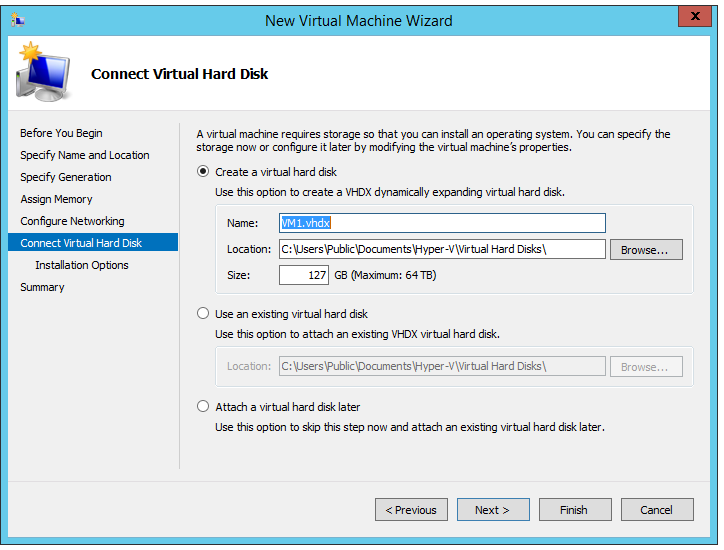 New Virtual Machine Wizard
x
Connect Virtual Hard Disk
Before You Begin
Specify Name and Location
Specify Generation
Assign Memory
Configure Networking
Connect Virtual Hard Disk
Installation Options
Summary
A virtual machine requires storage so that you can install an operating system. You can specify the
storage now or configure it later by modifying the virtual machine's properties.
Create a virtual hard disk
Use this option to create a VHDX dynamically expanding virtual hard disk.
Name: VM1.vhdx
Location: C:\Users\Public\Documents\Hyper-V\Virtual Hard Disks\ Browse...
Size: 127 GB (Maximum: 64 TB)
Use an existing virtual hard disk
Use this option to attach an existing VHDX virtual hard disk.
Location: C:\Users\Public\Documents\Hyper-V\Virtual Hard Disks\ Browse...
Attach a virtual hard disk later
Use this option to skip this step now and attach an existing virtual hard disk later.
< Previous Next > Finish Cancel